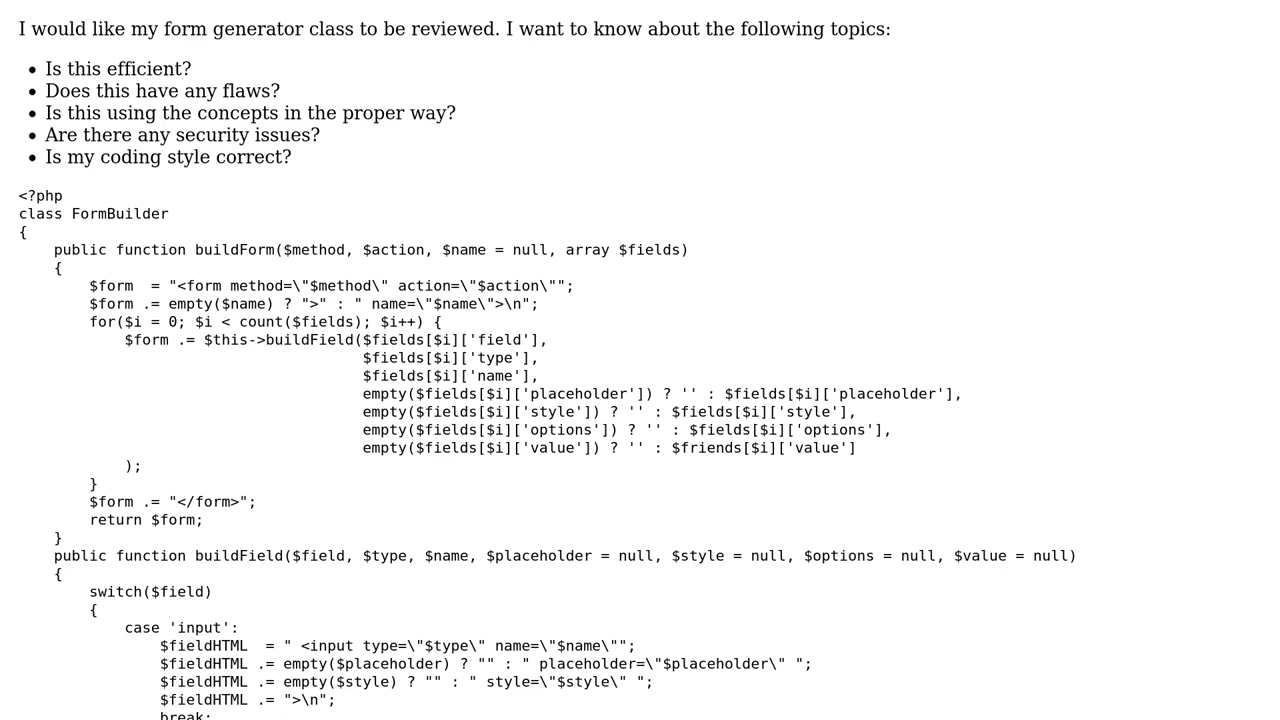 I would like my form generator class to be reviewed. I want to know about the following topics:
• Is this efficient?
• Does this have any flaws?
• Is this using the concepts in the proper way?
• Are there any security issues?
• Is my coding style correct?
<?php
class FormBuilder
{
    public function buildForm($method, $action, $name = null, array $fields)
    {
        $form  = "<form method=\"$method\" action=\"$action\"";
        $form .= empty($name) ? ">" : " name=\"$name\">\n";
        for($i = 0; $i < count($fields); $i++) {
            $form .= $this->buildField($fields[$i]['field'],
                                       $fields[$i]['type'],
                                       $fields[$i]['name'],
                                       empty($fields[$i]['placeholder']) ? '' : $fields[$i]['placeholder'],
                                       empty($fields[$i]['style']) ? '' : $fields[$i]['style'],
                                       empty($fields[$i]['options']) ? '' : $fields[$i]['options'],
                                       empty($fields[$i]['value']) ? '' : $friends[$i]['value']
            );
        }
        $form .= "</form>";
        return $form;
    }
    public function buildField($field, $type, $name, $placeholder = null, $style = null, $options = null, $value = null)
    {
        switch($field)
        {
            case 'input':
                $fieldHTML  = " <input type=\"$type\" name=\"$name\"";
                $fieldHTML .= empty($placeholder) ? "" : " placeholder=\"$placeholder\" ";
                $fieldHTML .= empty($style) ? "" : " style=\"$style\" ";
                $fieldHTML .= ">\n";
                break;